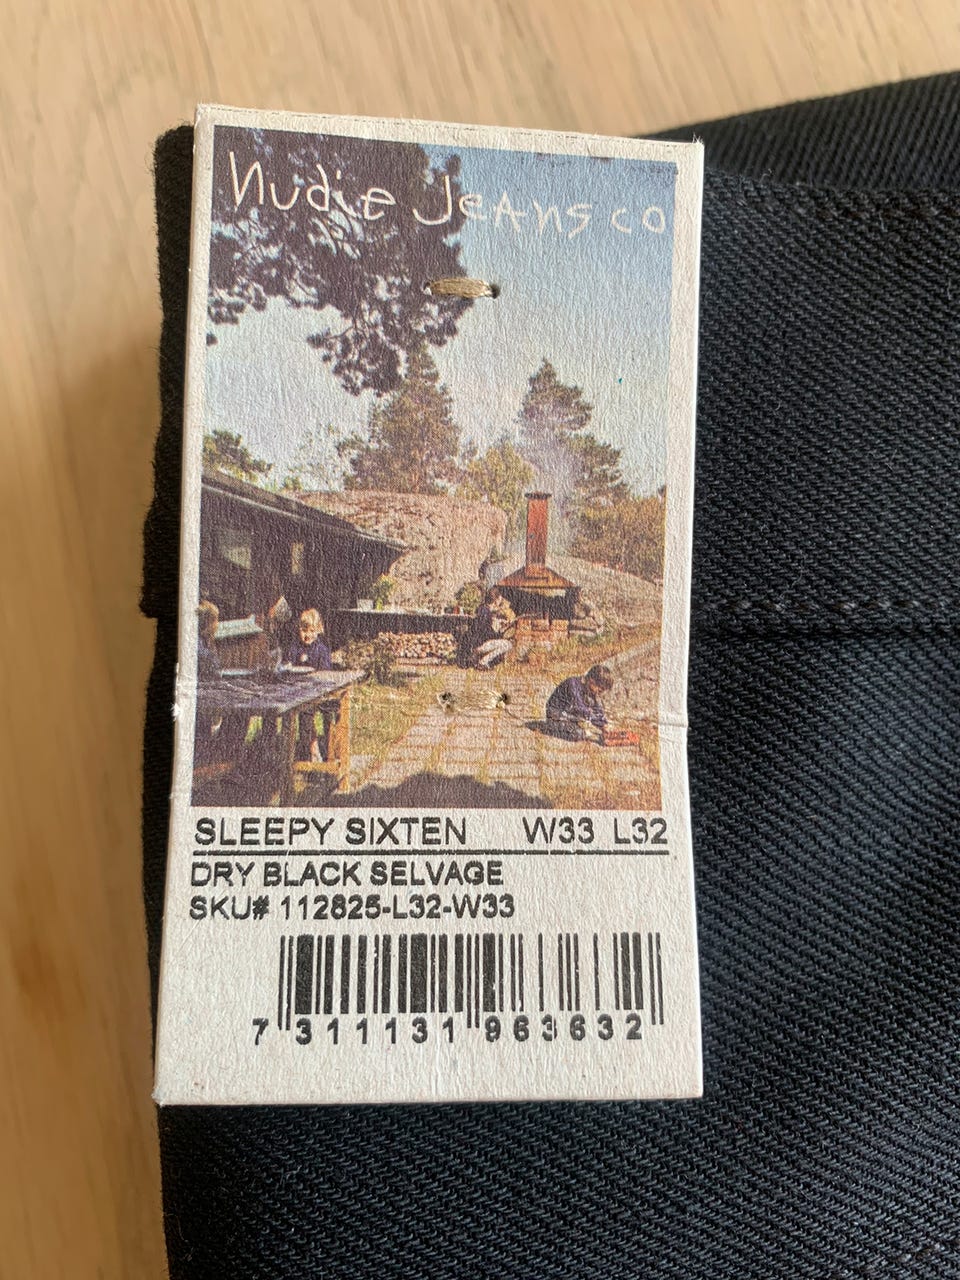 Nudie Jeans co
SLEEPY SIXTEN W33 L32
DRY BLACK SELVAGE
SKU# 112825-L32-W33
7 311131 963632